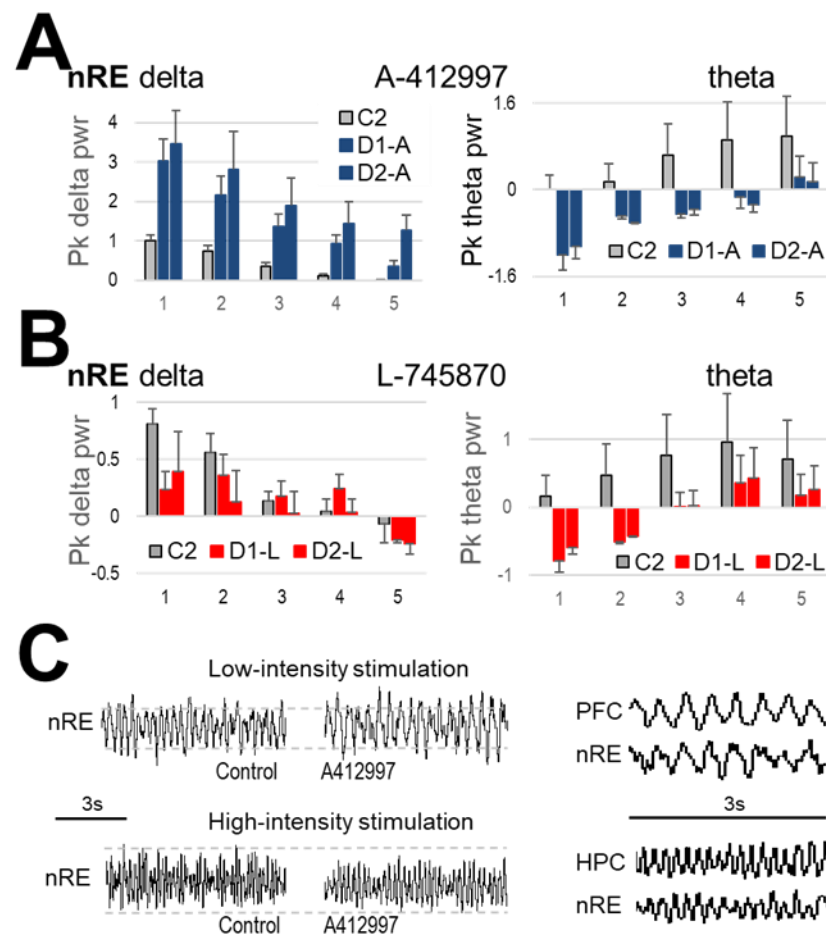 A
nRE delta A-412997 theta
Pk delta pwr
4
3
2
1
0
C2
D1-A
D2-A
1 2 3 4 5
Pk theta pwr
1.6
0
-1.6
C2 D1-A D2-A
1 2 3 4 5
B
nRE delta L-745870 theta
Pk delta pwr
1
0.5
0
-0.5
C2 D1-L D2-L
1 2 3 4 5
Pk theta pwr
1
0
-1
C2 D1-L D2-L
1 2 3 4 5
C
Low-intensity stimulation
nRE
Control A412997
3s
High-intensity stimulation
nRE
Control A412997
PFC
nRE
3s
HPC
nRE